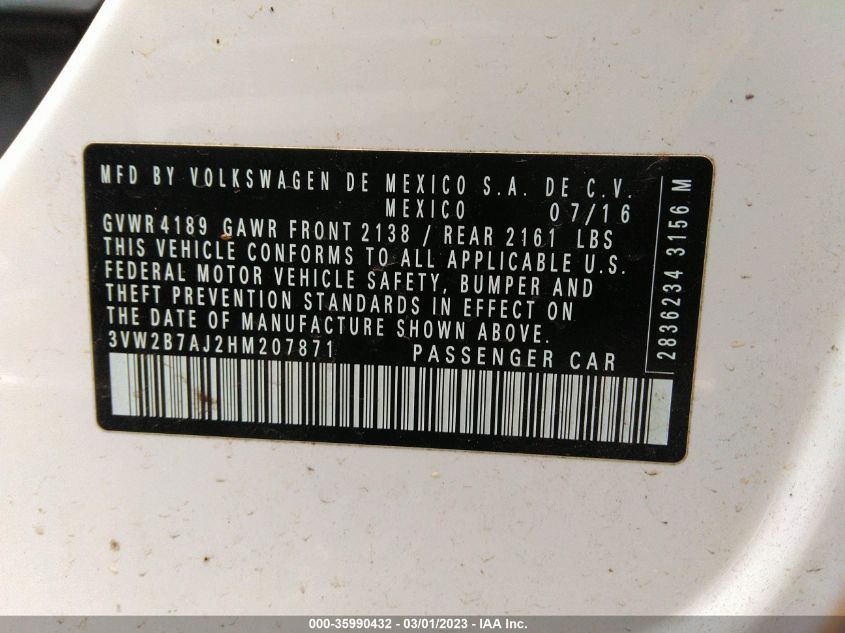 MFD BY VOLKSWAGEN DE MEXICO S.A. DE C.V.
MEXICO 07/16
GVWR 4189 GAWR FRONT 2138 / REAR 2161 LBS
THIS VEHICLE CONFORMS TO ALL APPLICABLE U.S.
FEDERAL MOTOR VEHICLE SAFETY, BUMPER AND
THEFT PREVENTION STANDARDS IN EFFECT ON
THE DATE OF MANUFACTURE SHOWN ABOVE.
3VW2B7AJ2HM207871 PASSENGER CAR
2836234 3156 M
000-35990432 - 03/01/2023 - IAA Inc.